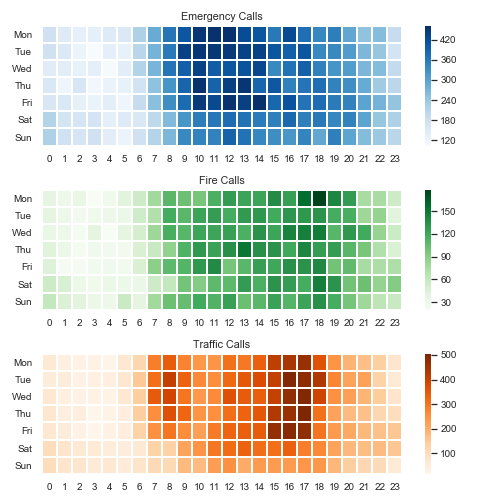 Emergency Calls
Mon
Tue
Wed
Thu
Fri
Sat
Sun
0 1 2 3 4 5 6 7 8 9 10 11 12 13 14 15 16 17 18 19 20 21 22 23
420
360
300
240
180
120
Fire Calls
Mon
Tue
Wed
Thu
Fri
Sat
Sun
0 1 2 3 4 5 6 7 8 9 10 11 12 13 14 15 16 17 18 19 20 21 22 23
150
120
90
60
30
Traffic Calls
Mon
Tue
Wed
Thu
Fri
Sat
Sun
0 1 2 3 4 5 6 7 8 9 10 11 12 13 14 15 16 17 18 19 20 21 22 23
500
400
300
200
100